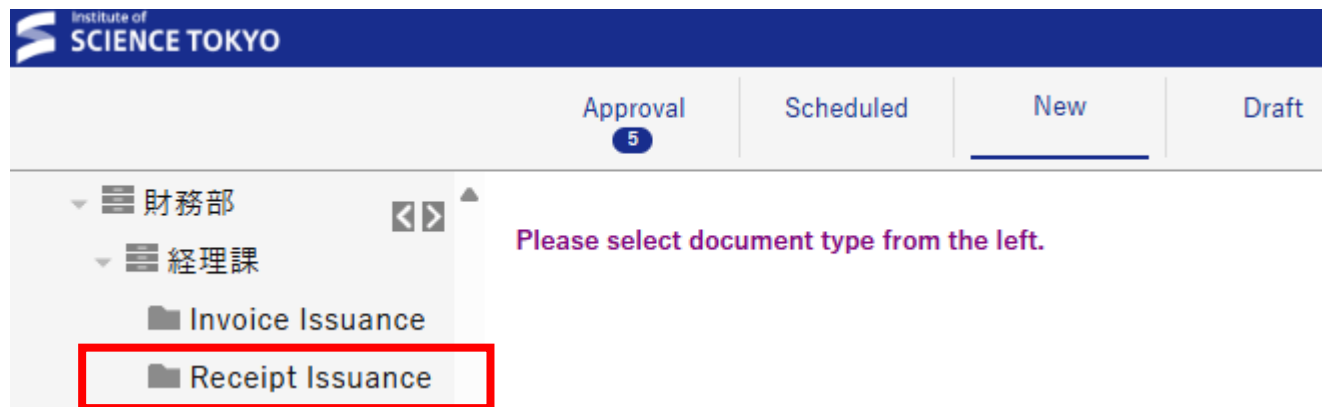 Institute of
SCIENCE TOKYO
Approval
Scheduled
New
Draft
5
財務部
経理課
Invoice Issuance
Receipt Issuance
Please select document type from the left.